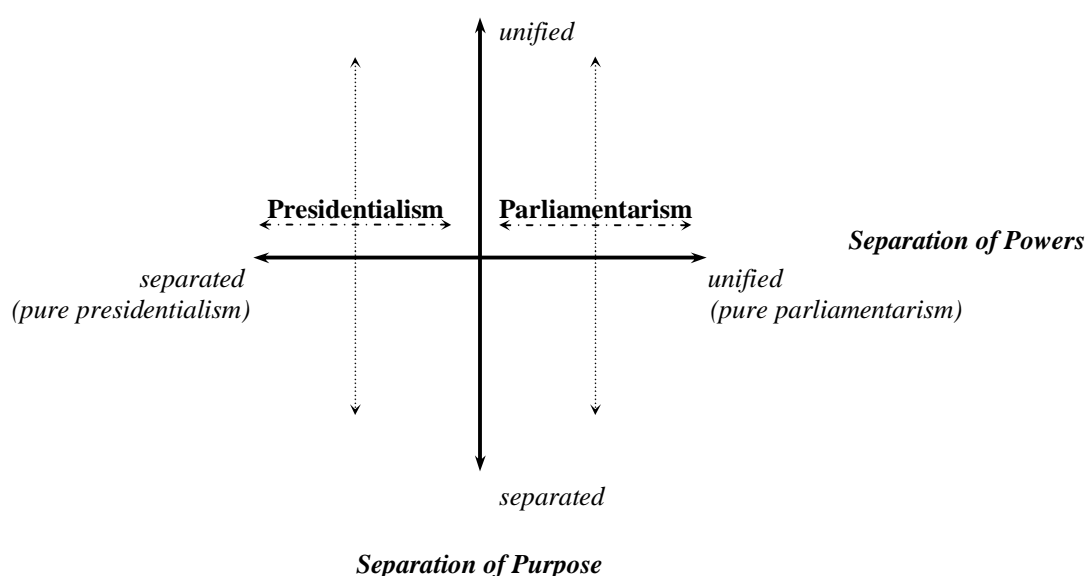 unified
Presidentialism
Parliamentarism
Separation of Powers
separated
(pure presidentialism)
unified
(pure parliamentarism)
separated
Separation of Purpose